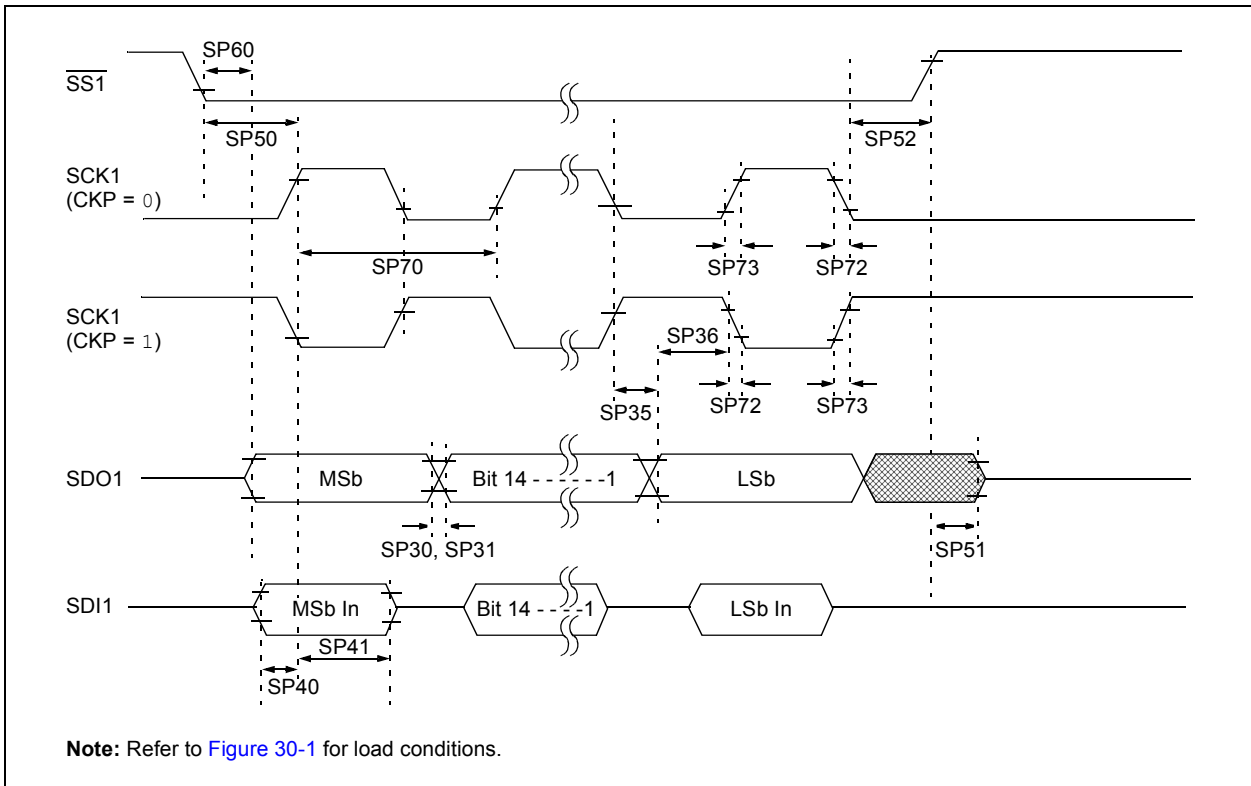 SP60
SS1
SP50
SP52
SCK1
(CKP = 0)
SP70
SP73
SP72
SCK1
(CKP = 1)
SP36
SP35
SP72
SP73
SDO1
MSb
Bit 14 - - - - - -1
LSb
SP30, SP31
SP51
SDI1
MSb In
Bit 14 - - - -1
LSb In
SP41
SP40
Note: Refer to Figure 30-1 for load conditions.